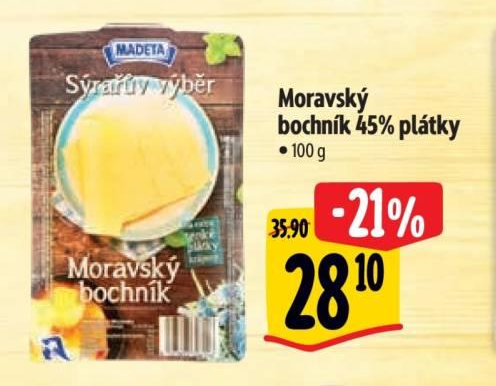 MADETA
Sýrařův výběr
Moravský
bochník
Moravský
bochník 45% plátky
• 100 g
35.90
-21%
28 10